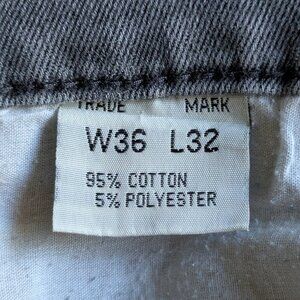 TRADE MARK
W36 L32
95% COTTON
5% POLYESTER